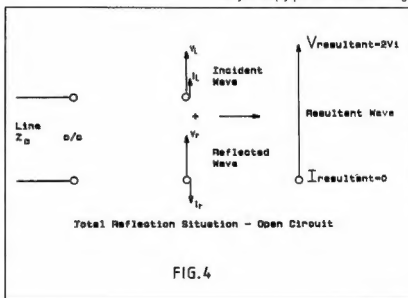 Vi
Ii
Incident
Wave
Vresultant=2Vi
Line
Zo o/c
+
Resultant Wave
Vr
Reflected
Wave
Iresultant=0
Ir
Total Reflection Situation - Open Circuit
FIG.4